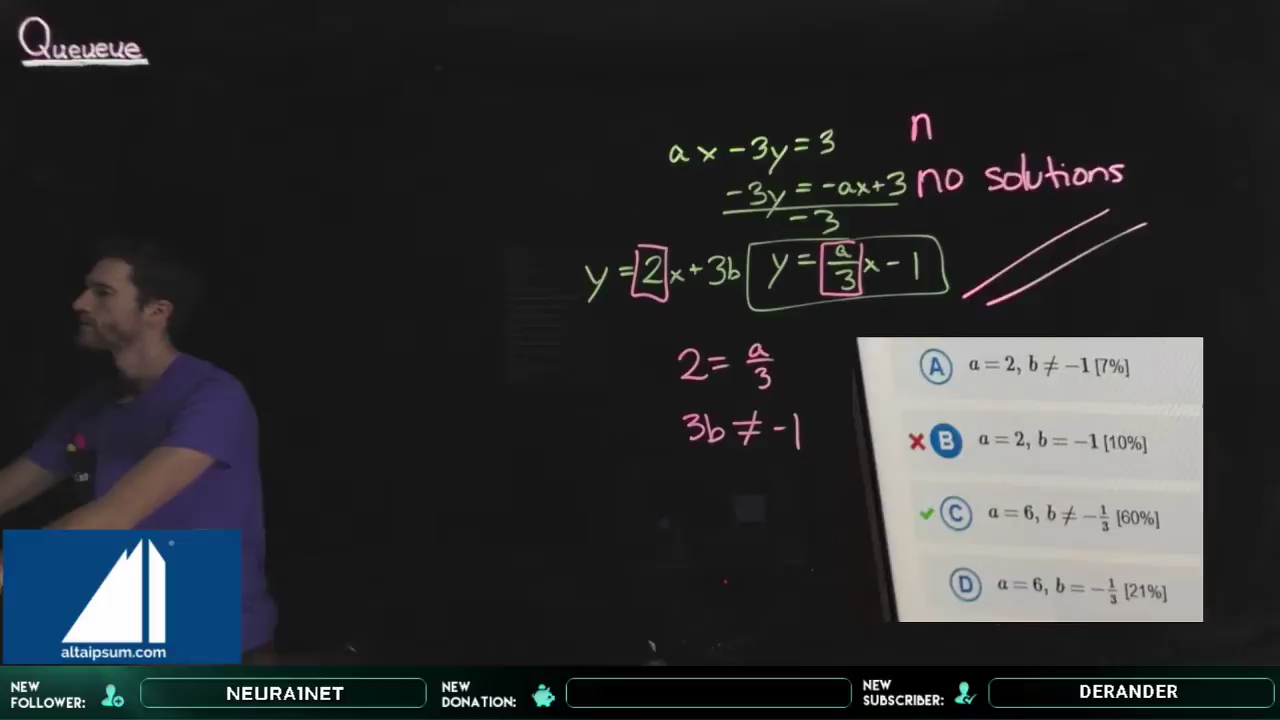 Queueue
ax - 3y = 3
n
-3y = -ax+3
no solutions
-3
y = 2x + 3b
y = a/3 x - 1
2 = a/3
3b ≠ -1
A a = 2, b ≠ −1 [7%]
B a = 2, b = −1 [10%]
C a = 6, b ≠ −1/3 [60%]
D a = 6, b = −1/3 [21%]
altaipsum.com
NEW FOLLOWER:
NEURA1NET
NEW DONATION:
NEW SUBSCRIBER:
DERANDER